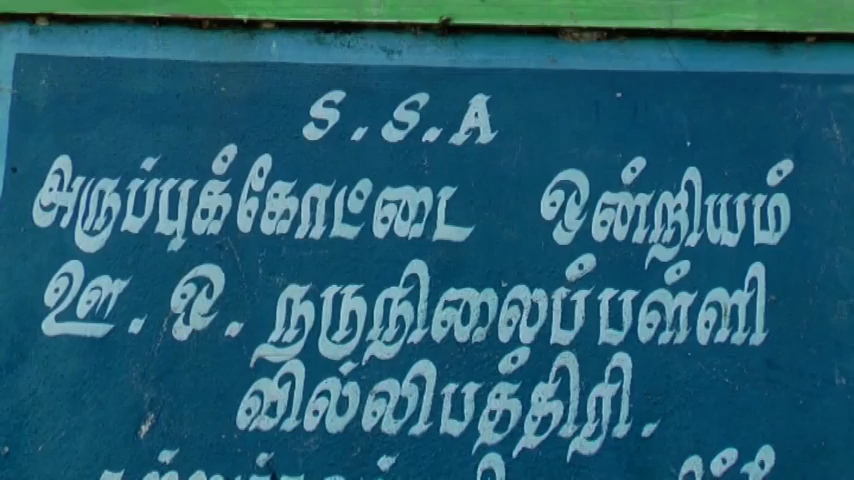 S.S.A
அருப்புக்கோட்டை ஒன்றியம்
ஊ.ஒ.நடுநிலைப்பள்ளி
வில்லிபத்திரி.